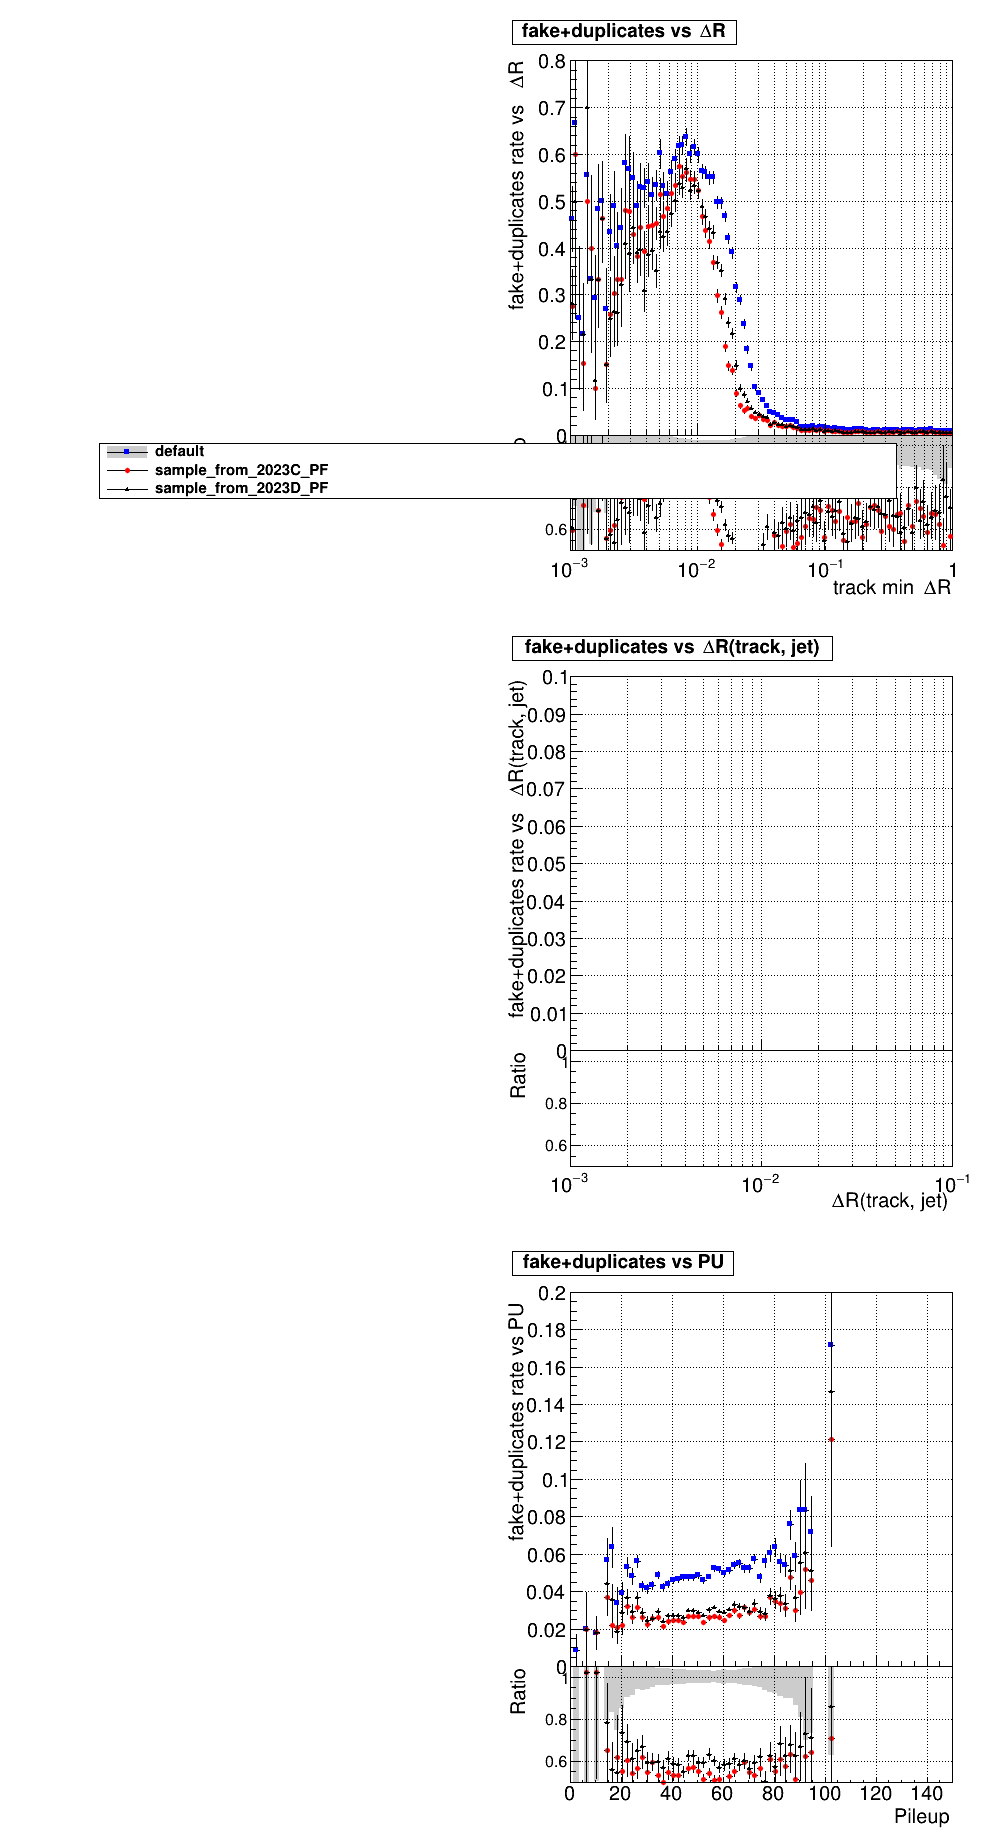 fake+duplicates vs ΔR
fake+duplicates rate vs ΔR
0.8
0.7
0.6
0.5
0.4
0.3
0.2
0.1
0
default
sample_from_2023C_PF
sample_from_2023D_PF
0.6
10⁻³ 10⁻² 10⁻¹ 1
track min ΔR
fake+duplicates vs ΔR(track, jet)
fake+duplicates rate vs ΔR(track, jet)
0.1
0.09
0.08
0.07
0.06
0.05
0.04
0.03
0.02
0.01
0
Ratio
1
0.8
0.6
10⁻³ 10⁻² 10⁻¹
ΔR(track, jet)
fake+duplicates vs PU
fake+duplicates rate vs PU
0.2
0.18
0.16
0.14
0.12
0.1
0.08
0.06
0.04
0.02
0
Ratio
1
0.8
0.6
0 20 40 60 80 100 120 140
Pileup